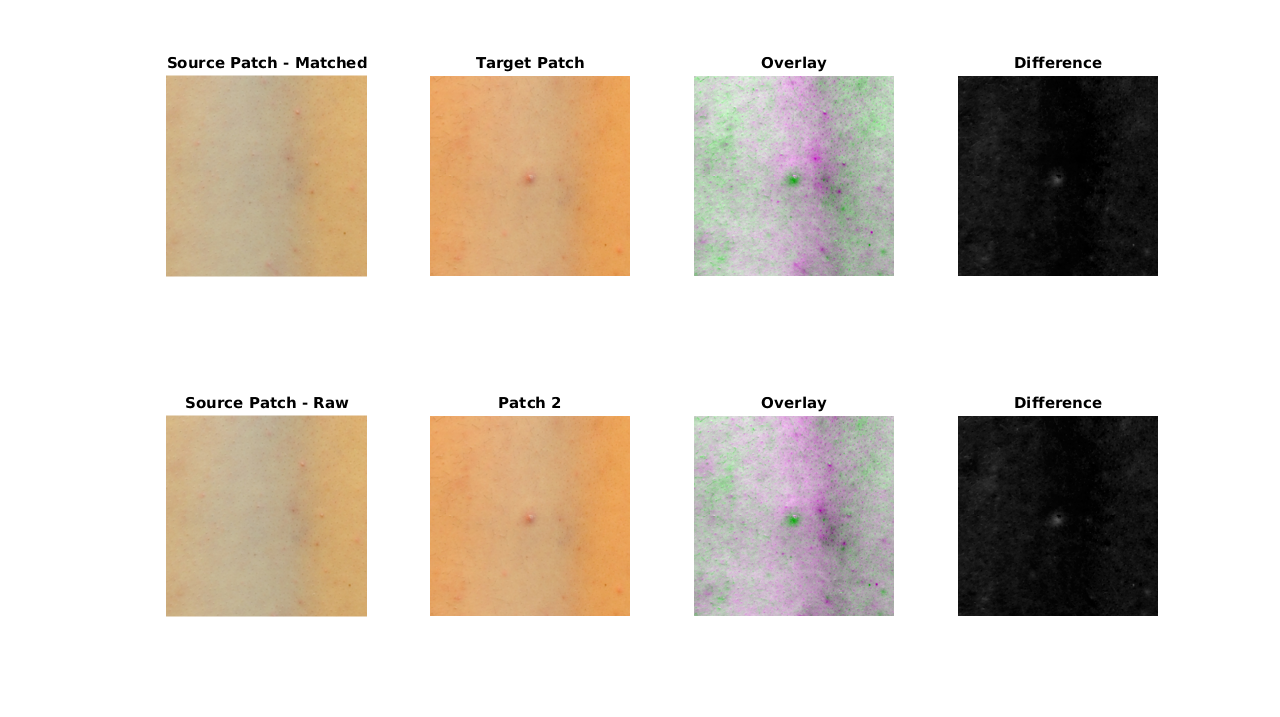 Source Patch - Matched
Target Patch
Overlay
Difference
Source Patch - Raw
Patch 2
Overlay
Difference